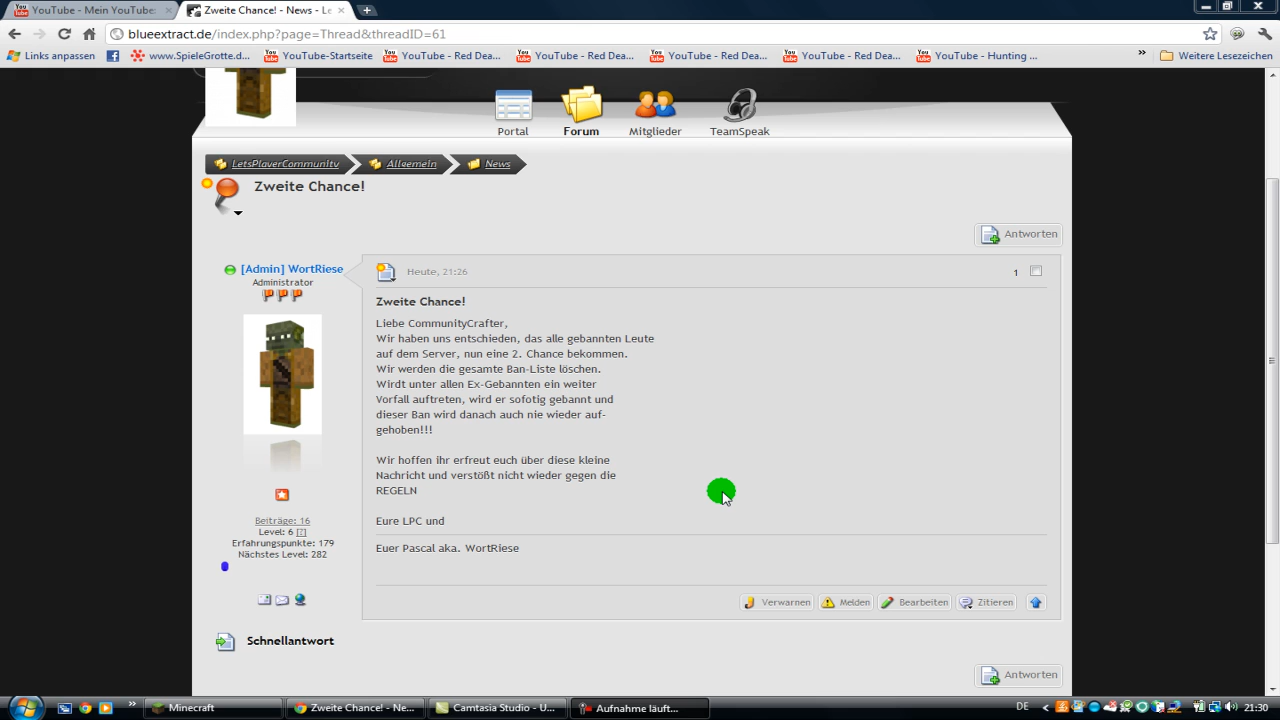 YouTube - Mein YouTube
Zweite Chance! - News - Le
blueextract.de/index.php?page=Thread&threadID=61
Links anpassen
www.SpieleGrotte.d...
YouTube-Startseite
YouTube - Red Dea...
YouTube - Red Dea...
YouTube - Red Dea...
YouTube - Red Dea...
YouTube - Hunting ...
Weitere Lesezeichen
Portal
Forum
Mitglieder
TeamSpeak
LetsPlayerCommunity
Allgemein
News
Zweite Chance!
Antworten
[Admin] WortRiese
Administrator
Heute, 21:26
1
Zweite Chance!
Liebe CommunityCrafter,
Wir haben uns entschieden, das alle gebannten Leute
auf dem Server, nun eine 2. Chance bekommen.
Wir werden die gesamte Ban-Liste löschen.
Wirdt unter allen Ex-Gebannten ein weiter
Vorfall auftreten, wird er sofotig gebannt und
dieser Ban wird danach auch nie wieder auf-
gehoben!!!
Wir hoffen ihr erfreut euch über diese kleine
Nachricht und verstößt nicht wieder gegen die
REGELN
Eure LPC und
Euer Pascal aka. WortRiese
Beiträge: 16
Level: 6 [?]
Erfahrungspunkte: 179
Nächstes Level: 282
Verwarnen
Melden
Bearbeiten
Zitieren
Schnellantwort
Antworten
Minecraft
Zweite Chance! - Ne...
Camtasia Studio - U...
Aufnahme läuft...
DE
21:30